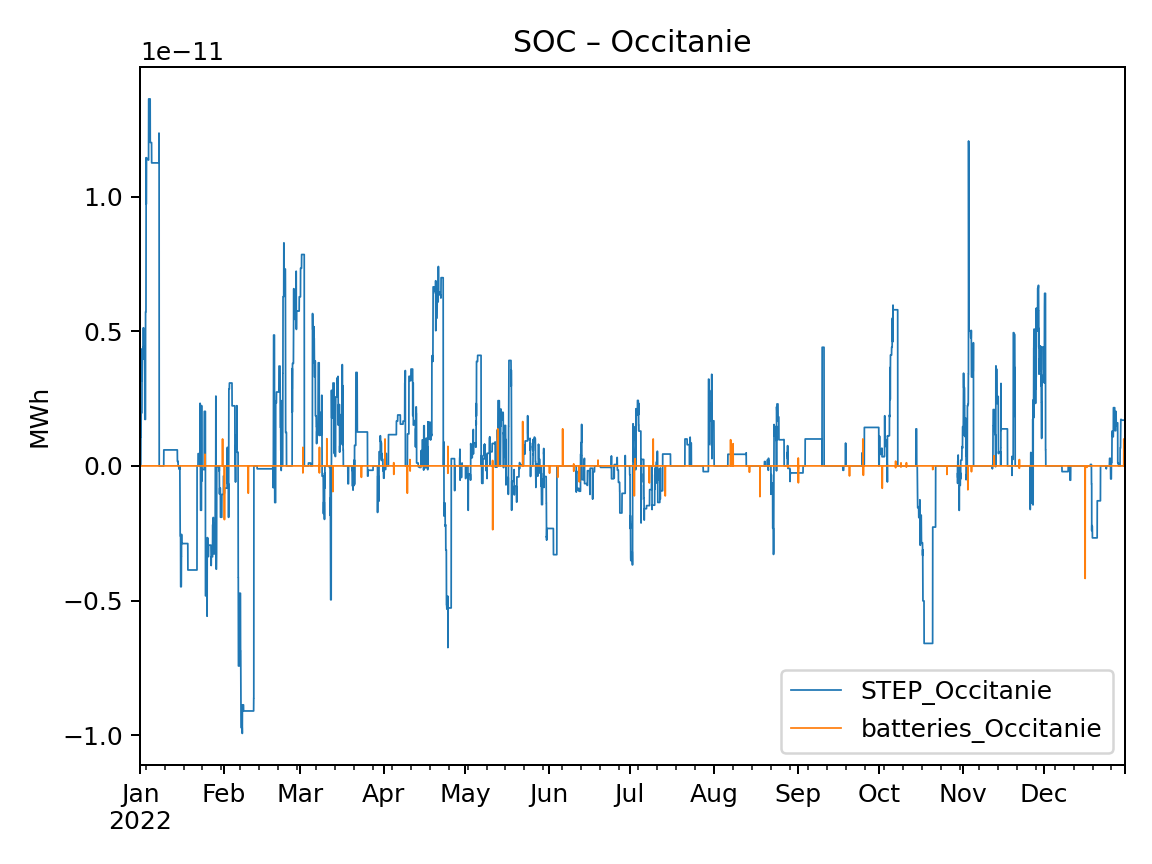 SOC – Occitanie
1e−11
MWh
1.0
0.5
0.0
−0.5
−1.0
Jan Feb Mar Apr May Jun Jul Aug Sep Oct Nov Dec
2022
STEP_Occitanie
batteries_Occitanie